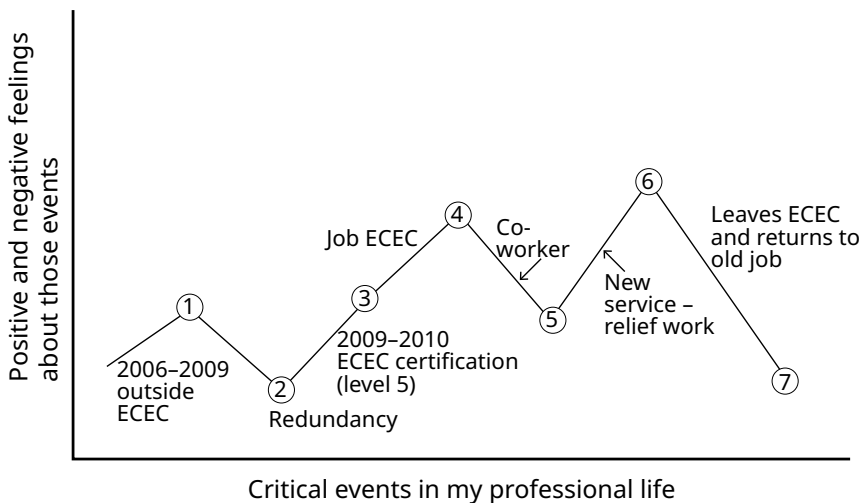 Positive and negative feelings
about those events
1
2006–2009
outside
ECEC
2
Redundancy
3
2009–2010
ECEC certification
(level 5)
Job ECEC
4
Co-
worker
5
New
service –
relief work
6
Leaves ECEC
and returns to
old job
7
Critical events in my professional life